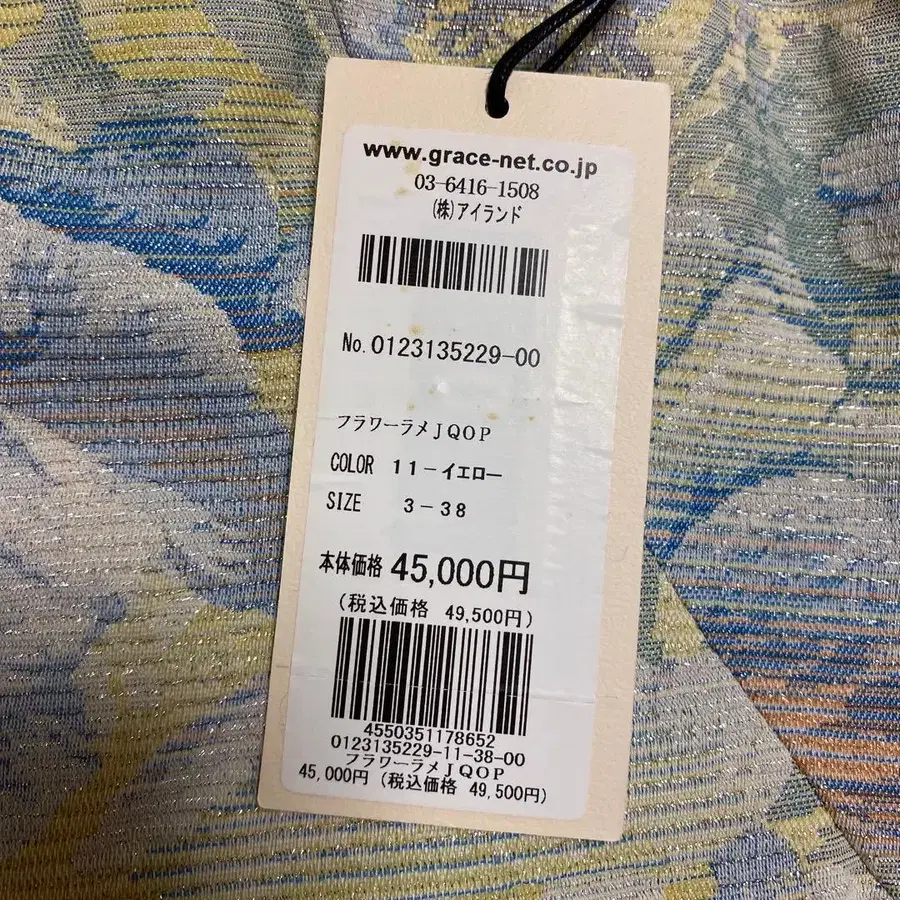 www.grace-net.co.jp
03-6416-1508
(株)アイランド
No. 0123135229-00
フラワーラメJQOP
COLOR 11-イエロー
SIZE 3-38
本体価格 45,000円
(税込価格 49,500円)
4550351178652
0123135229-11-38-00
フラワーラメJQOP
45,000円 (税込価格 49,500円)